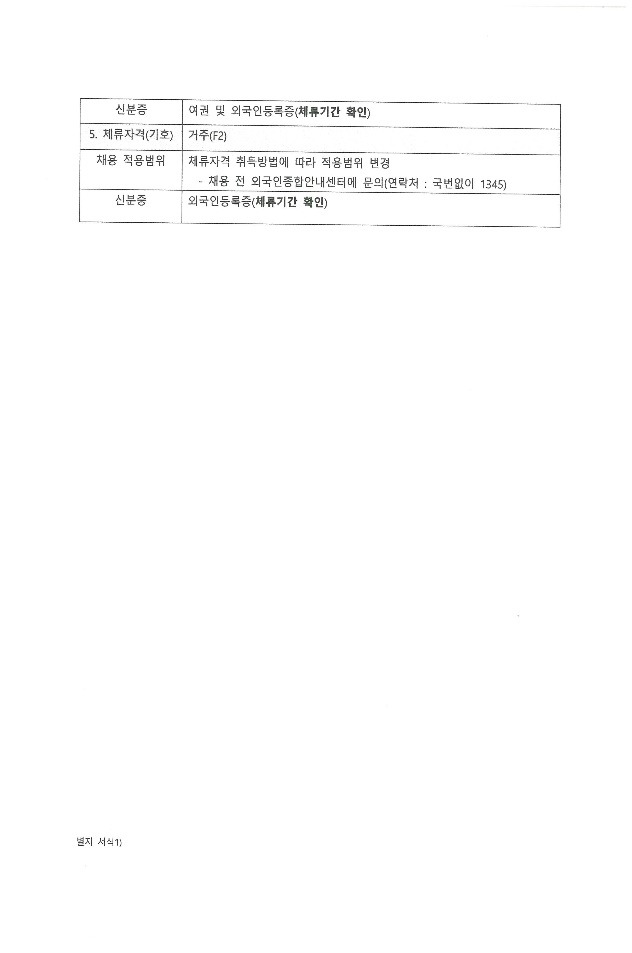 신분증 여권 및 외국인등록증(체류기간 확인)
5. 체류자격(기호) 거주(F2)
채용 적용범위 체류자격 취득방법에 따라 적용범위 변경
- 채용 전 외국인종합안내센터에 문의(연락처 : 국번없이 1345)
신분증 외국인등록증(체류기간 확인)
별지 서식1)